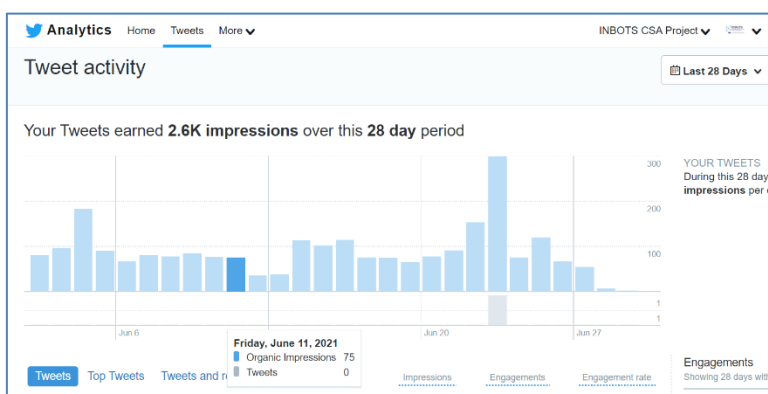 Analytics Home Tweets More INBOTS CSA Project
Tweet activity
Last 28 Days
Your Tweets earned 2.6K impressions over this 28 day period
300
200
100
1
1
YOUR TWEETS
During this 28 day
impressions per
Jun 6
Jun 20
Jun 27
Friday, June 11, 2021
Organic Impressions 75
Tweets 0
Tweets Top Tweets Tweets and r
Impressions Engagements Engagement rate
Engagements
Showing 28 days with